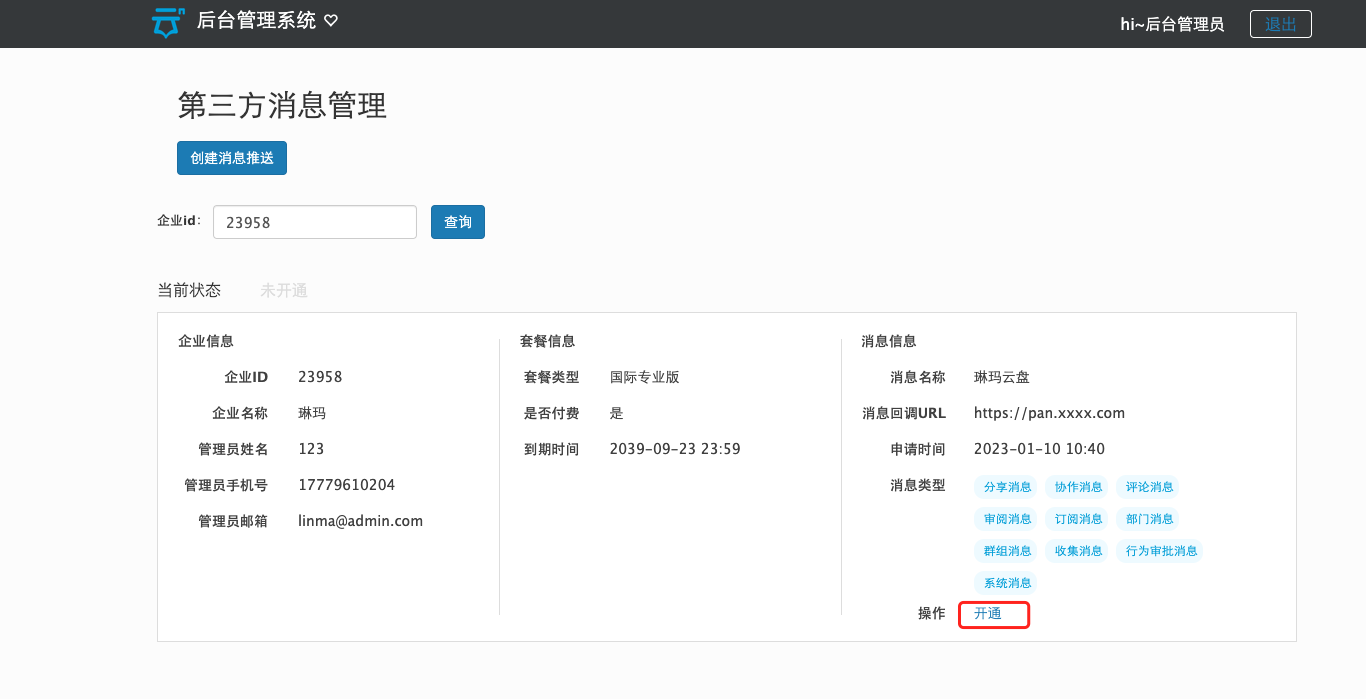 后台管理系统
hi~后台管理员
退出
第三方消息管理
创建消息推送
企业id: 23958 查询
当前状态 未开通
企业信息
企业ID 23958
企业名称 琳玛
管理员姓名 123
管理员手机号 17779610204
管理员邮箱 linma@admin.com
套餐信息
套餐类型 国际专业版
是否付费 是
到期时间 2039-09-23 23:59
消息信息
消息名称 琳玛云盘
消息回调URL https://pan.xxxx.com
申请时间 2023-01-10 10:40
消息类型 分享消息 协作消息 评论消息
审阅消息 订阅消息 部门消息
群组消息 收集消息 行为审批消息
系统消息
操作 开通